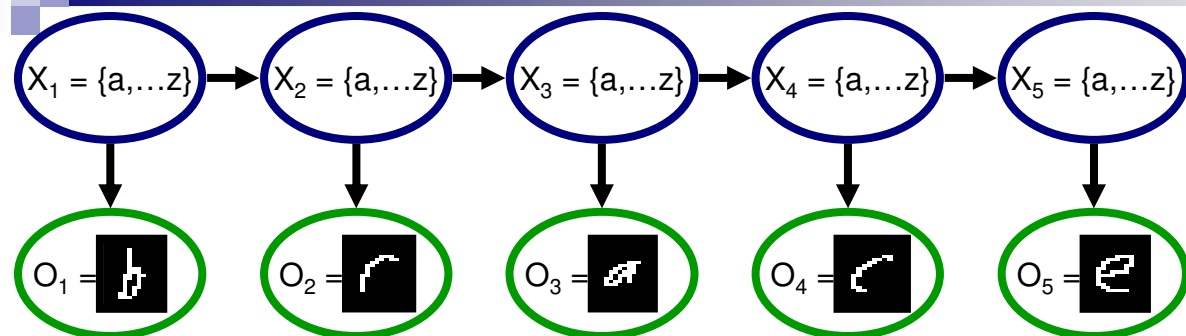 X₁ = {a,…z} X₂ = {a,…z} X₃ = {a,…z} X₄ = {a,…z} X₅ = {a,…z}
O₁ = b O₂ = r O₃ = a O₄ = c O₅ = e